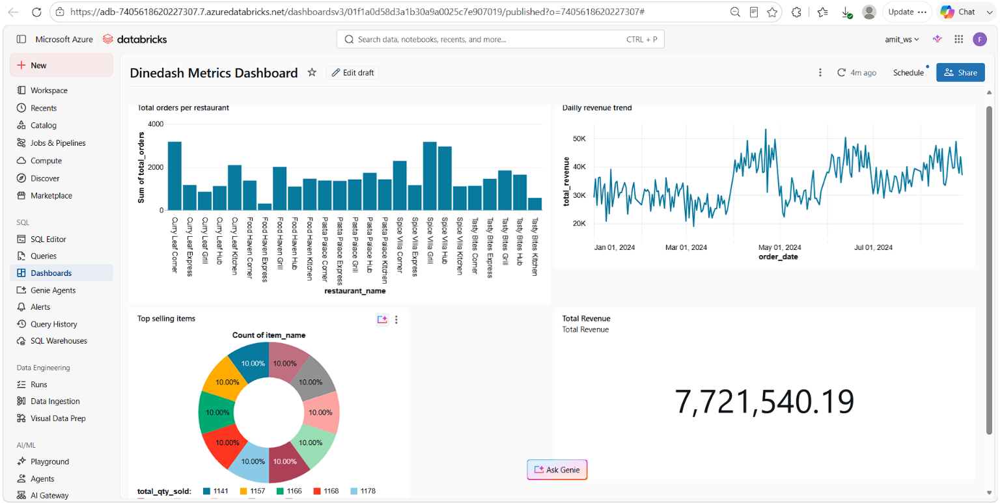 https://adb-7405618620227307.7.azuredatabricks.net/dashboardsv3/01f1a0d58d3a1b30a9a0025c7e907019/published?o=7405618620227307#
Update
Chat
Microsoft Azure
databricks
Search data, notebooks, recents, and more...
CTRL + P
amit_ws
F
New
Workspace
Recents
Catalog
Jobs & Pipelines
Compute
Discover
Marketplace
SQL
SQL Editor
Queries
Dashboards
Genie Agents
Alerts
Query History
SQL Warehouses
Data Engineering
Runs
Data Ingestion
Visual Data Prep
AI/ML
Playground
Agents
AI Gateway
Dinedash Metrics Dashboard
Edit draft
4m ago
Schedule
Share
Total orders per restaurant
Sum of total_orders
4000
2000
0
Curry Leaf Corner
Curry Leaf Express
Curry Leaf Grill
Curry Leaf Hub
Curry Leaf Kitchen
Food Haven Corner
Food Haven Express
Food Haven Grill
Food Haven Hub
Food Haven Kitchen
Pasta Palace Corner
Pasta Palace Express
Pasta Palace Grill
Pasta Palace Hub
Pasta Palace Kitchen
Spice Villa Corner
Spice Villa Express
Spice Villa Grill
Spice Villa Hub
Spice Villa Kitchen
Tasty Bites Corner
Tasty Bites Express
Tasty Bites Grill
Tasty Bites Hub
Tasty Bites Kitchen
restaurant_name
Dailly revenue trend
total_revenue
50K
40K
30K
20K
Jan 01, 2024
Mar 01, 2024
May 01, 2024
Jul 01, 2024
order_date
Top selling items
Count of item_name
10.00%
10.00%
10.00%
10.00%
10.00%
10.00%
10.00%
10.00%
10.00%
10.00%
total_qty_sold: 1141 1157 1166 1168 1178
Total Revenue
Total Revenue
7,721,540.19
Ask Genie